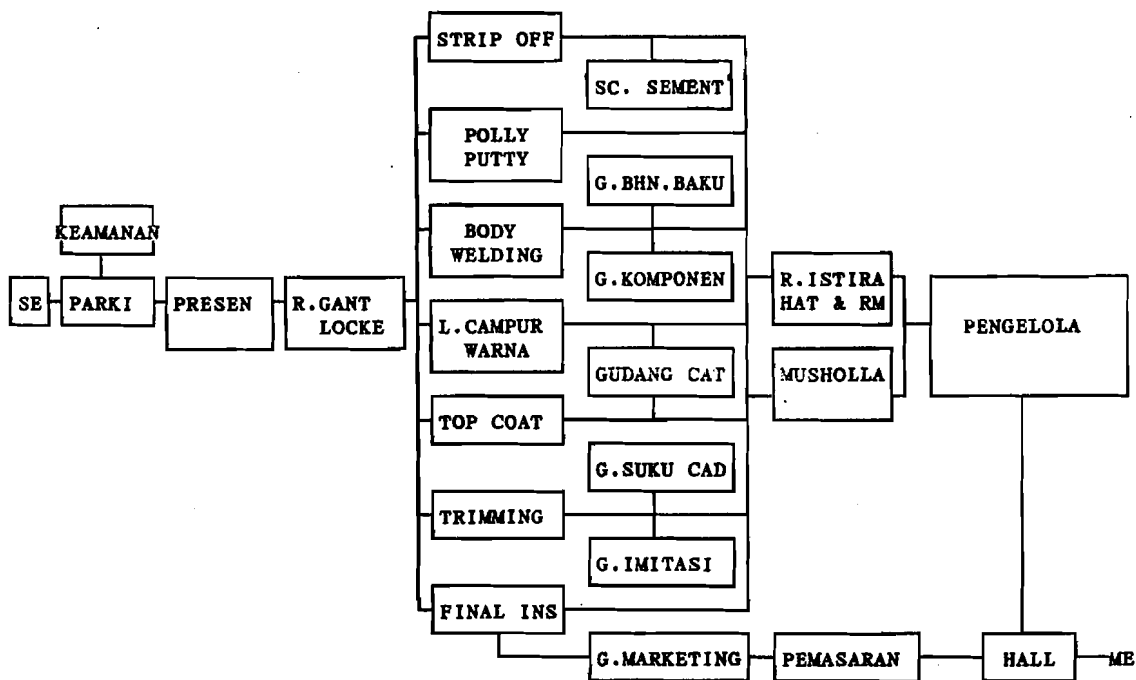 STRIP OFF
SC. SEMENT
POLLY
PUTTY
G.BHN.BAKU
KEAMANAN
BODY
WELDING
G.KOMPONEN
SE
PARKI
PRESEN
R.GANT
LOCKE
R.ISTIRA
HAT & RM
L.CAMPUR
WARNA
PENGELOLA
GUDANG CAT
MUSHOLLA
TOP COAT
G.SUKU CAD
TRIMMING
G.IMITASI
FINAL INS
G.MARKETING
PEMASARAN
HALL
ME